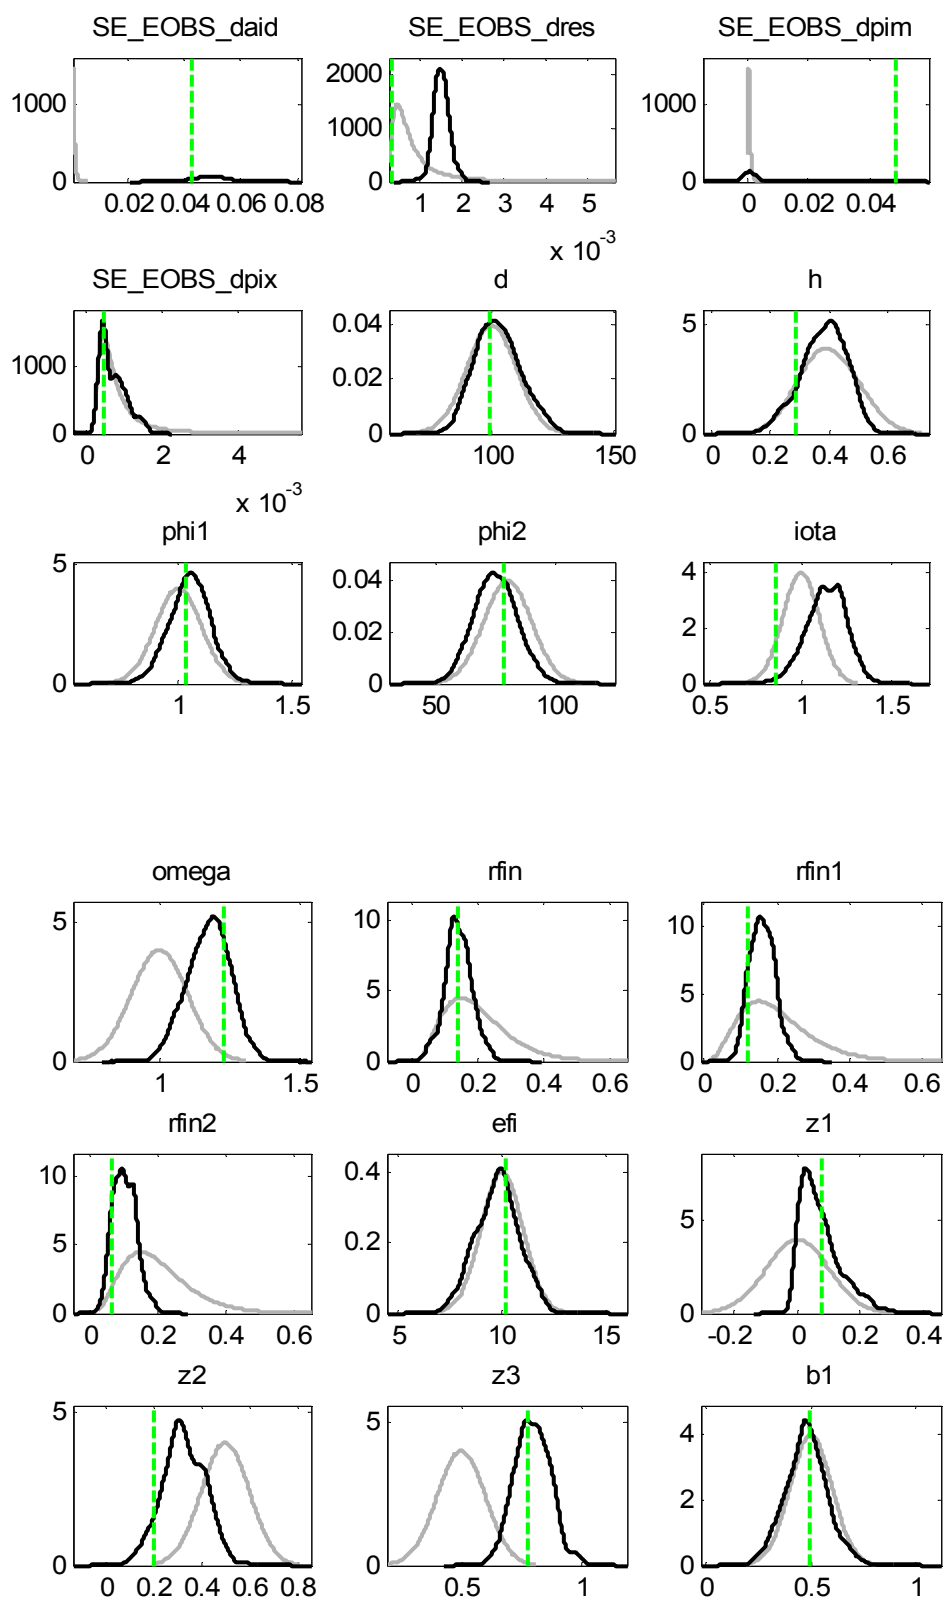 SE_EOBS_daid SE_EOBS_dres SE_EOBS_dpim
1000 0 0.02 0.04 0.06 0.08
2000 1000 0 1 2 3 4 5
x 10^-3
1000 0 0 0.02 0.04
SE_EOBS_dpix d h
1000 0 0 2 4
x 10^-3
0.04 0.02 0 100 150
5 0 0 0.2 0.4 0.6
phi1 phi2 iota
5 0 1 1.5
0.04 0.02 0 50 100
4 2 0 0.5 1 1.5
omega rfin rfin1
5 0 1 1.5
10 5 0 0 0.2 0.4 0.6
10 5 0 0 0.2 0.4 0.6
rfin2 efi z1
10 5 0 0 0.2 0.4 0.6
0.4 0.2 0 5 10 15
5 0 -0.2 0 0.2 0.4
z2 z3 b1
5 0 0 0.2 0.4 0.6 0.8
5 0 0.5 1
4 2 0 0 0.5 1